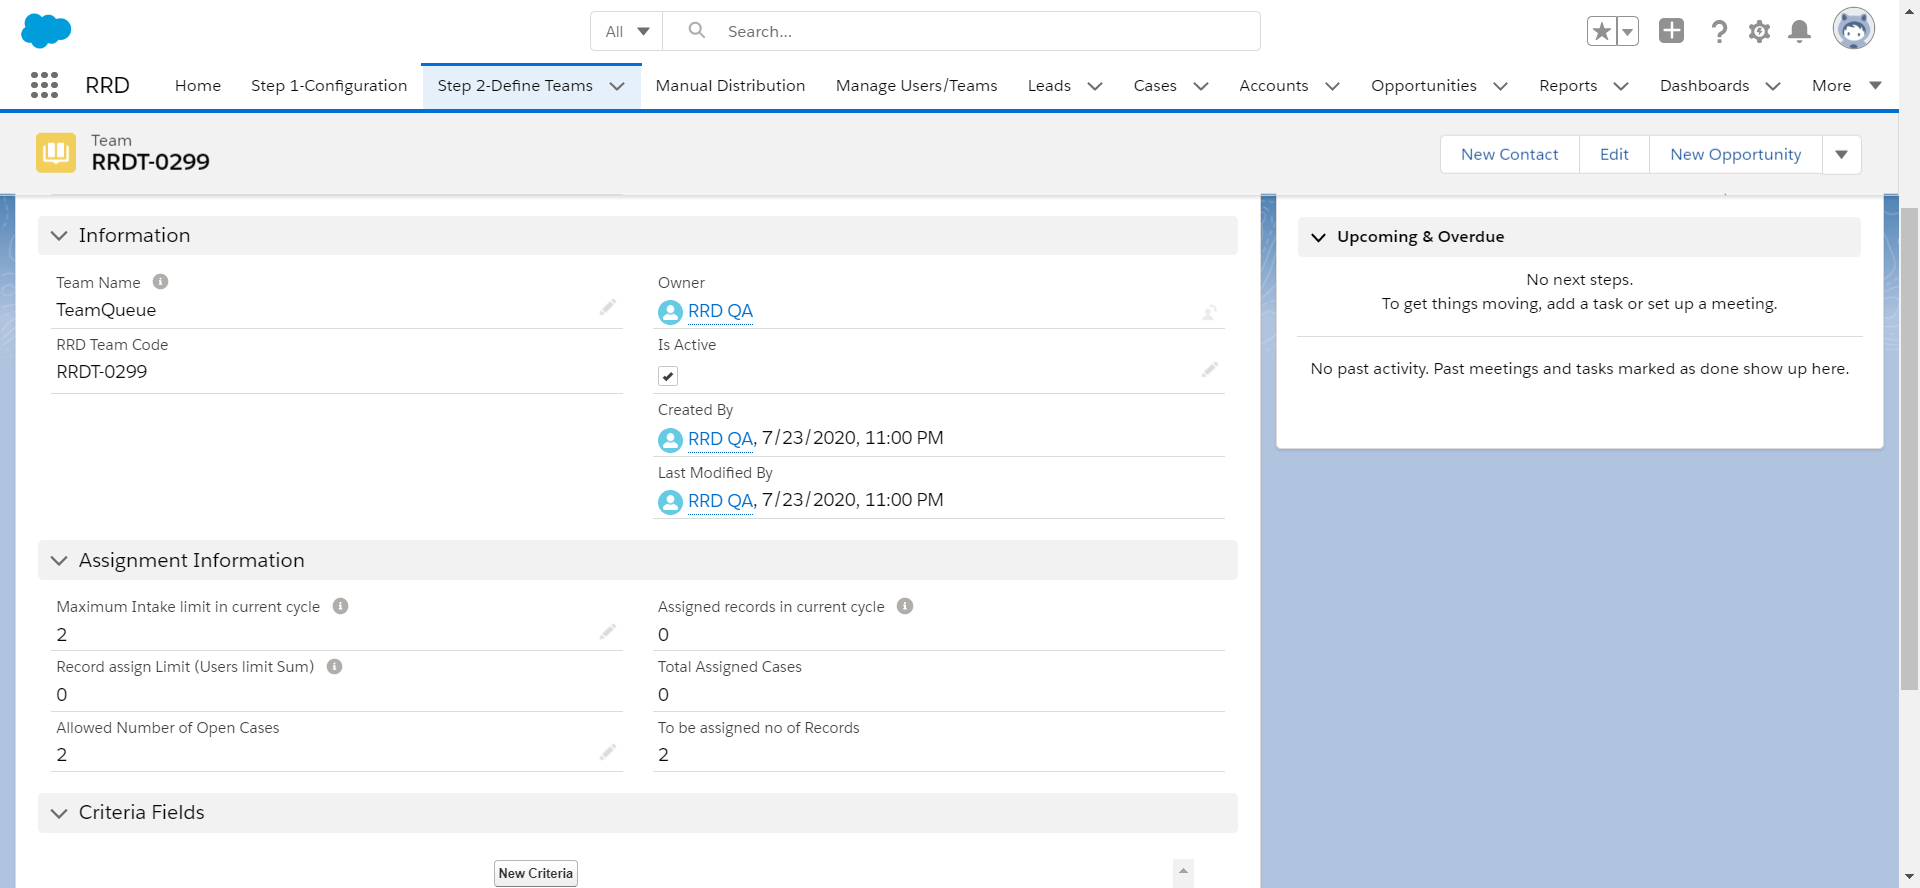 All
Search...
RRD
Home
Step 1-Configuration
Step 2-Define Teams
Manual Distribution
Manage Users/Teams
Leads
Cases
Accounts
Opportunities
Reports
Dashboards
More
Team
RRDT-0299
New Contact
Edit
New Opportunity
Information
Team Name
TeamQueue
Owner
RRD QA
RRD Team Code
RRDT-0299
Is Active
Created By
RRD QA, 7/23/2020, 11:00 PM
Last Modified By
RRD QA, 7/23/2020, 11:00 PM
Assignment Information
Maximum Intake limit in current cycle
2
Assigned records in current cycle
0
Record assign Limit (Users limit Sum)
0
Total Assigned Cases
0
Allowed Number of Open Cases
2
To be assigned no of Records
2
Criteria Fields
New Criteria
Upcoming & Overdue
No next steps.
To get things moving, add a task or set up a meeting.
No past activity. Past meetings and tasks marked as done show up here.